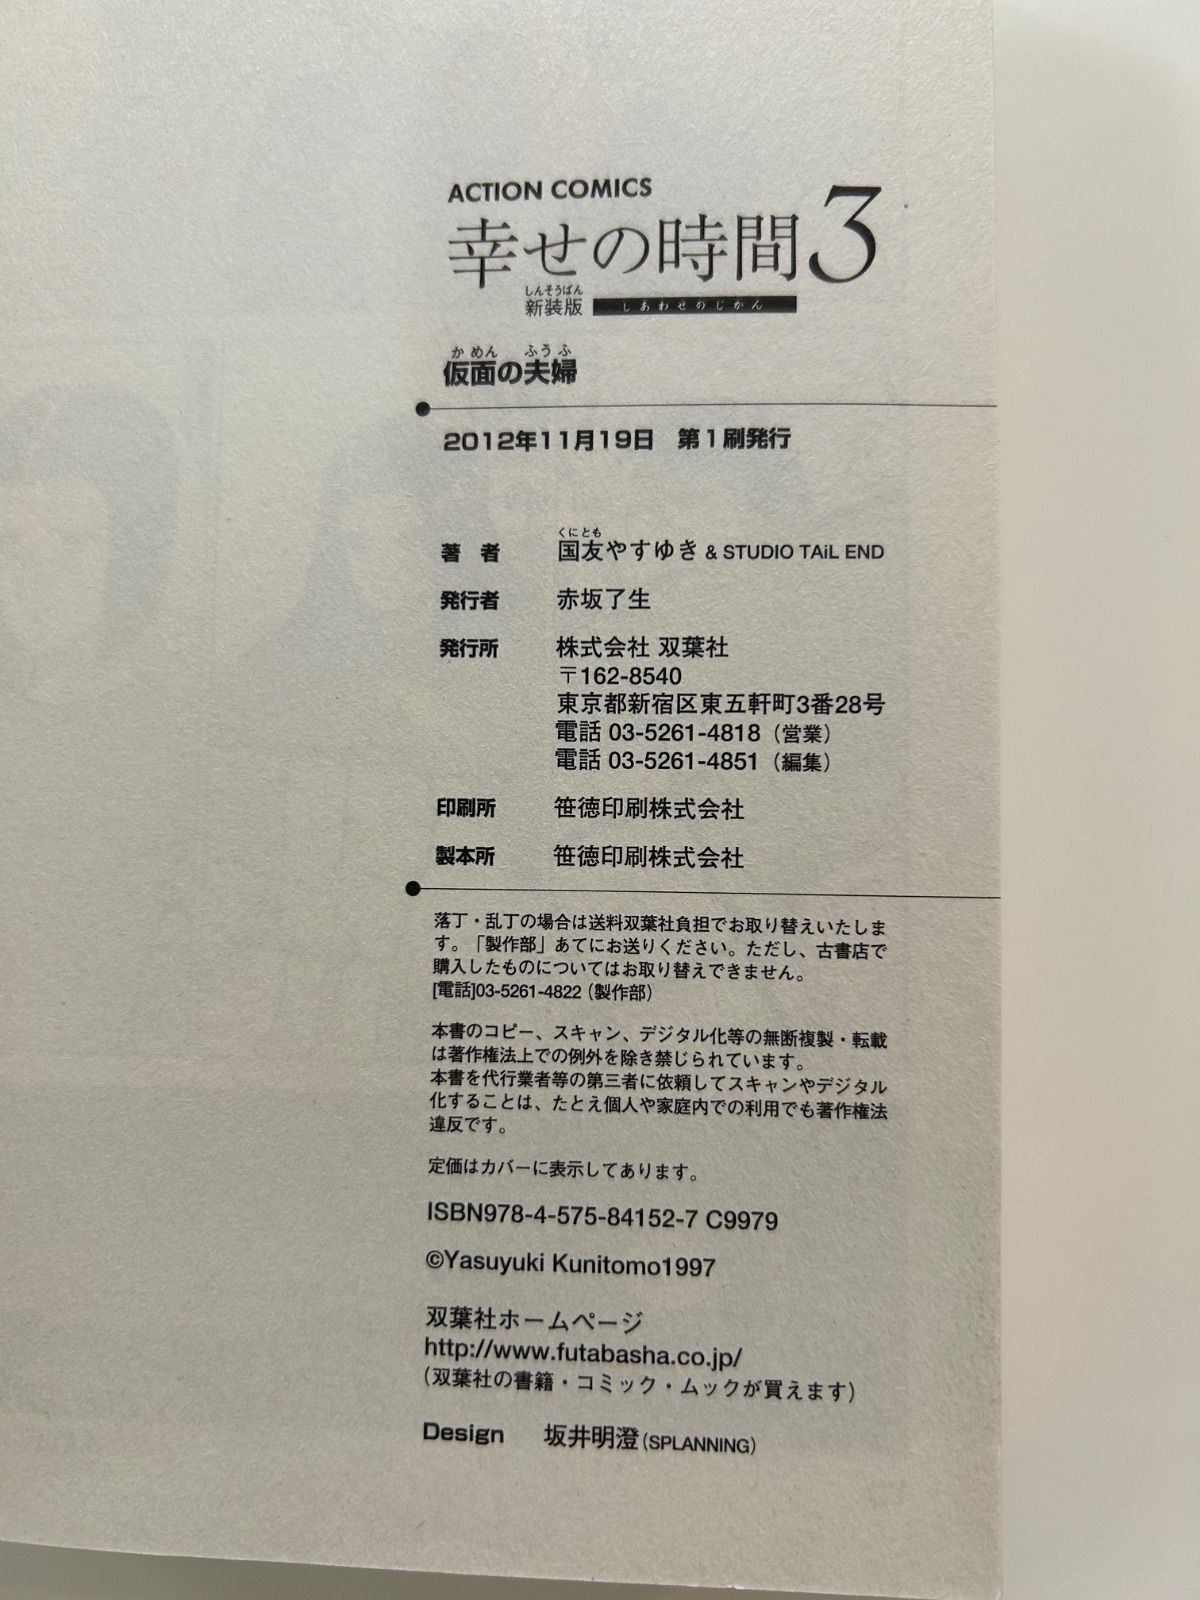 ACTION COMICS
幸せの時間3
しんそうばん
新装版 しあわせのじかん
かめん ふうふ
仮面の夫婦
2012年11月19日 第1刷発行
くにとも
著者 国友やすゆき & STUDIO TAiL END
発行者 赤坂了生
発行所 株式会社 双葉社
〒162-8540
東京都新宿区東五軒町3番28号
電話 03-5261-4818（営業）
電話 03-5261-4851（編集）
印刷所 笹徳印刷株式会社
製本所 笹徳印刷株式会社
落丁・乱丁の場合は送料双葉社負担でお取り替えいたしま
す。「製作部」あてにお送りください。ただし、古書店で
購入したものについてはお取り替えできません。
[電話]03-5261-4822（製作部）
本書のコピー、スキャン、デジタル化等の無断複製・転載
は著作権法上での例外を除き禁じられています。
本書を代行業者等の第三者に依頼してスキャンやデジタル
化することは、たとえ個人や家庭内での利用でも著作権法
違反です。
定価はカバーに表示してあります。
ISBN978-4-575-84152-7 C9979
©Yasuyuki Kunitomo1997
双葉社ホームページ
http://www.futabasha.co.jp/
（双葉社の書籍・コミック・ムックが買えます）
Design 坂井明澄(SPLANNING)